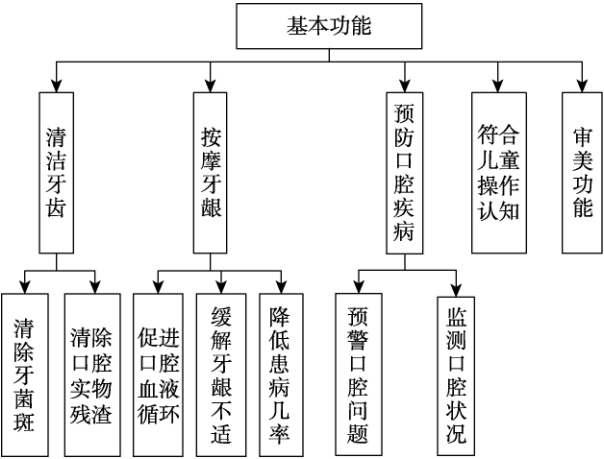 基本功能
清洁牙齿
按摩牙龈
预防口腔疾病
符合儿童操作认知
审美功能
清除牙菌斑
清除口腔实物残渣
促进口腔血液循环
缓解牙龈不适
降低患病几率
预警口腔问题
监测口腔状况